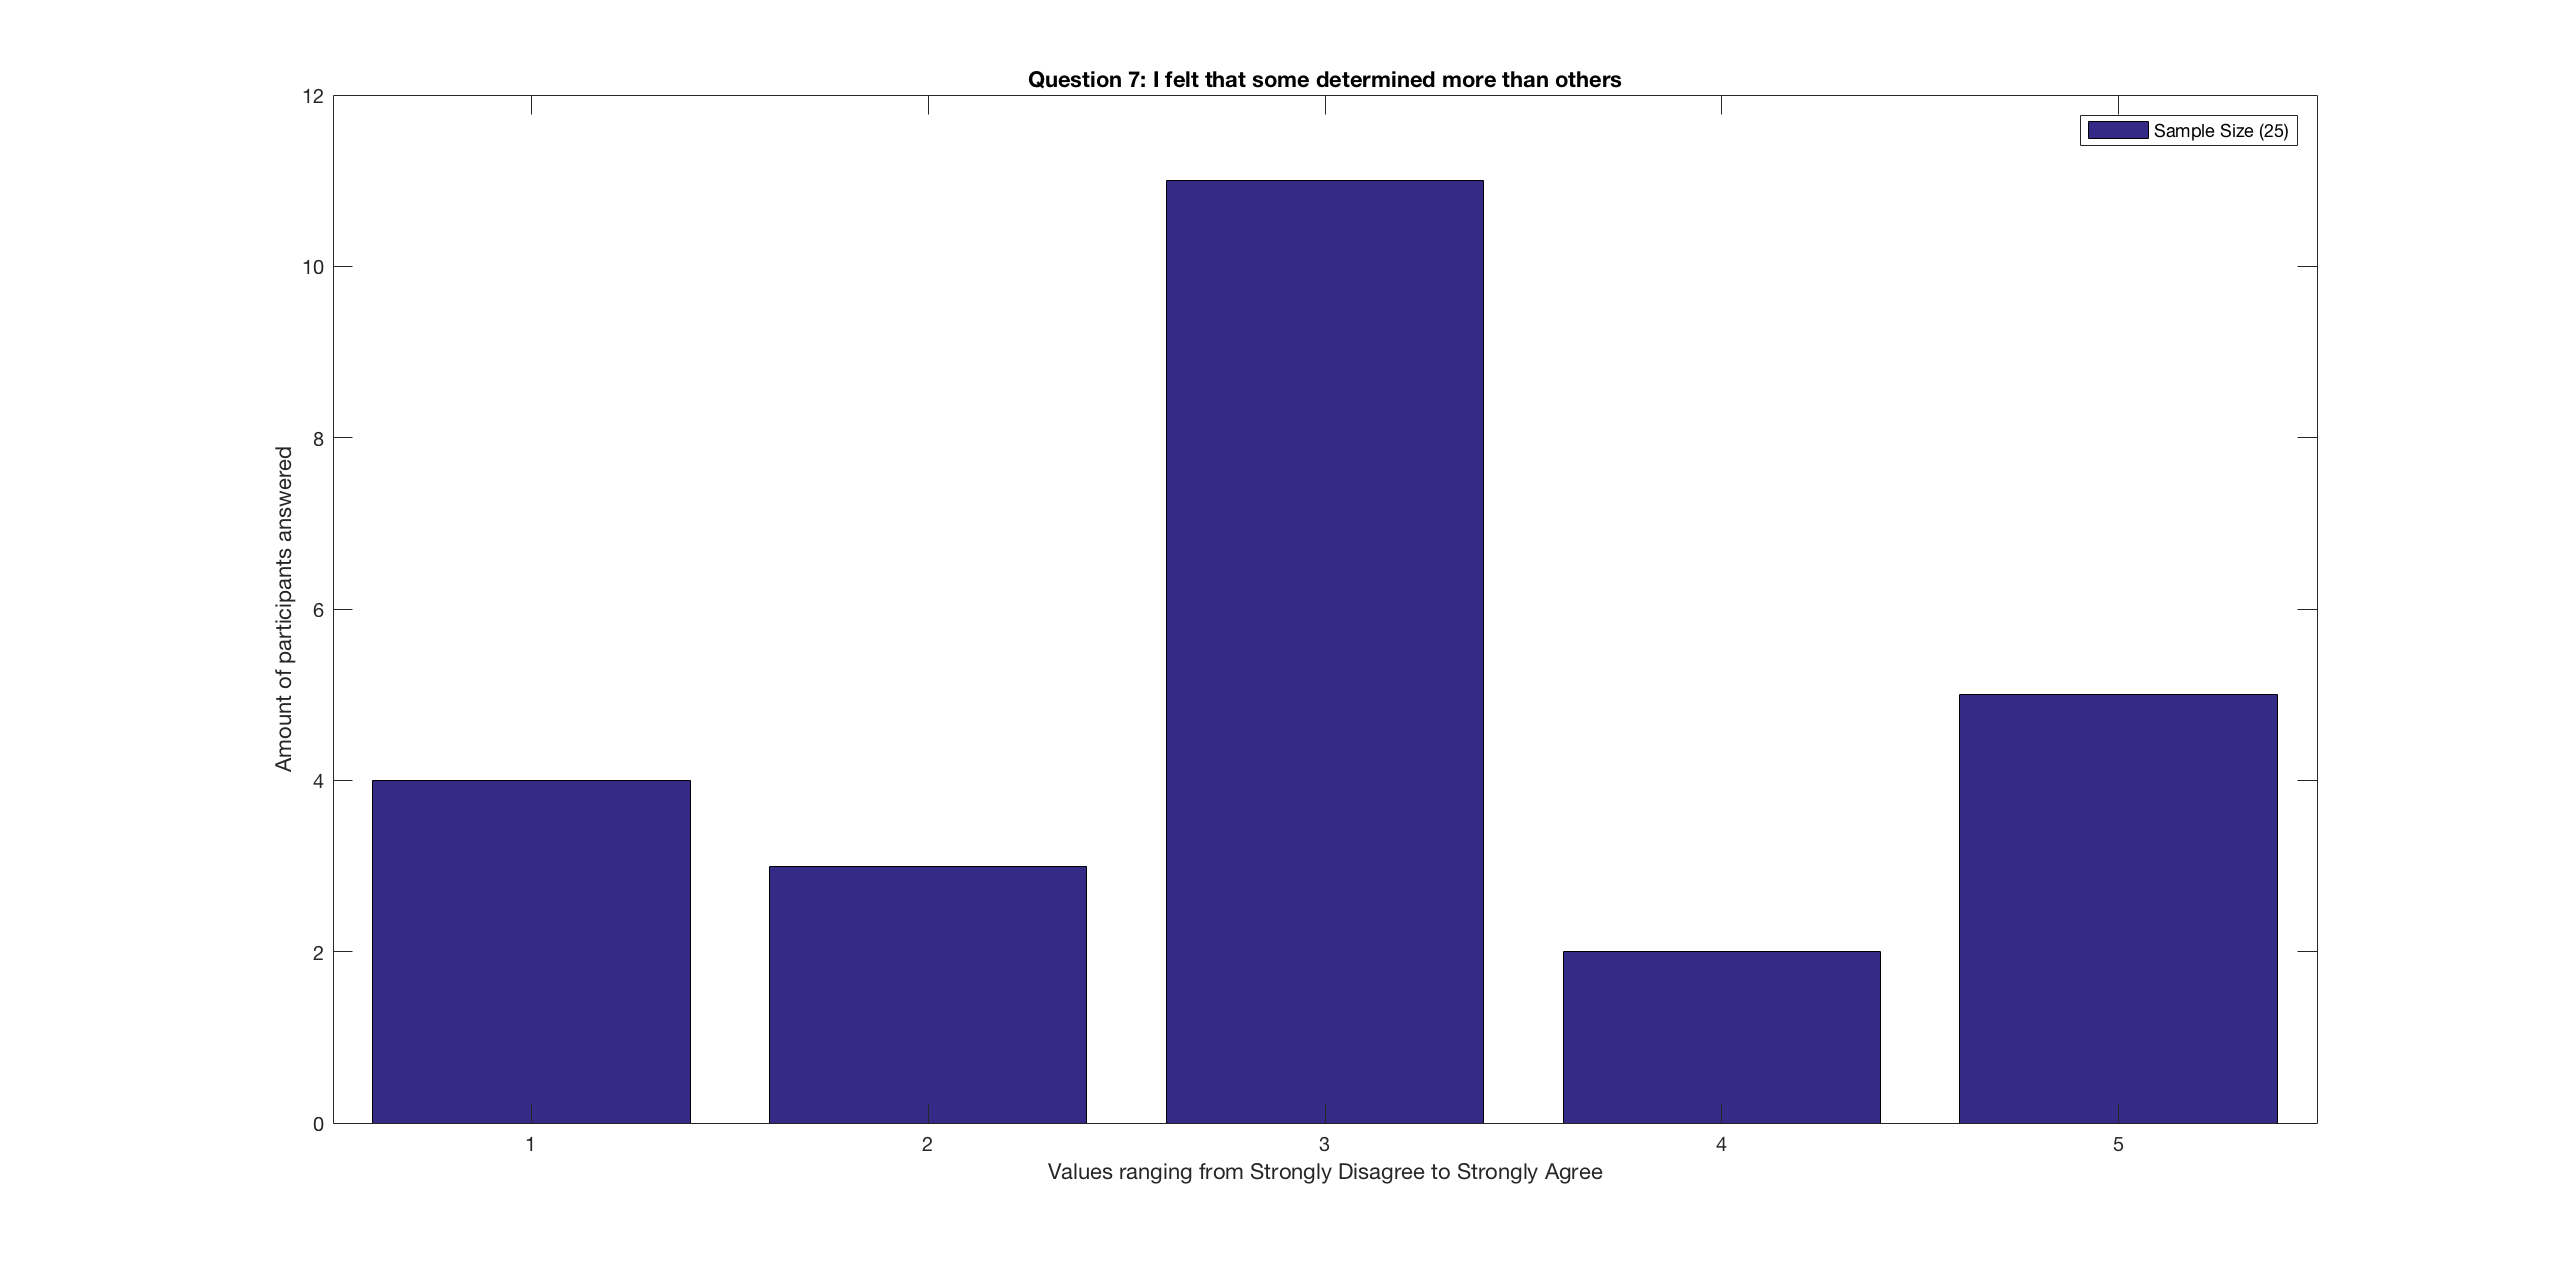 Question 7: I felt that some determined more than others
Sample Size (25)
12
10
8
6
4
2
0
Amount of participants answered
1 2 3 4 5
Values ranging from Strongly Disagree to Strongly Agree